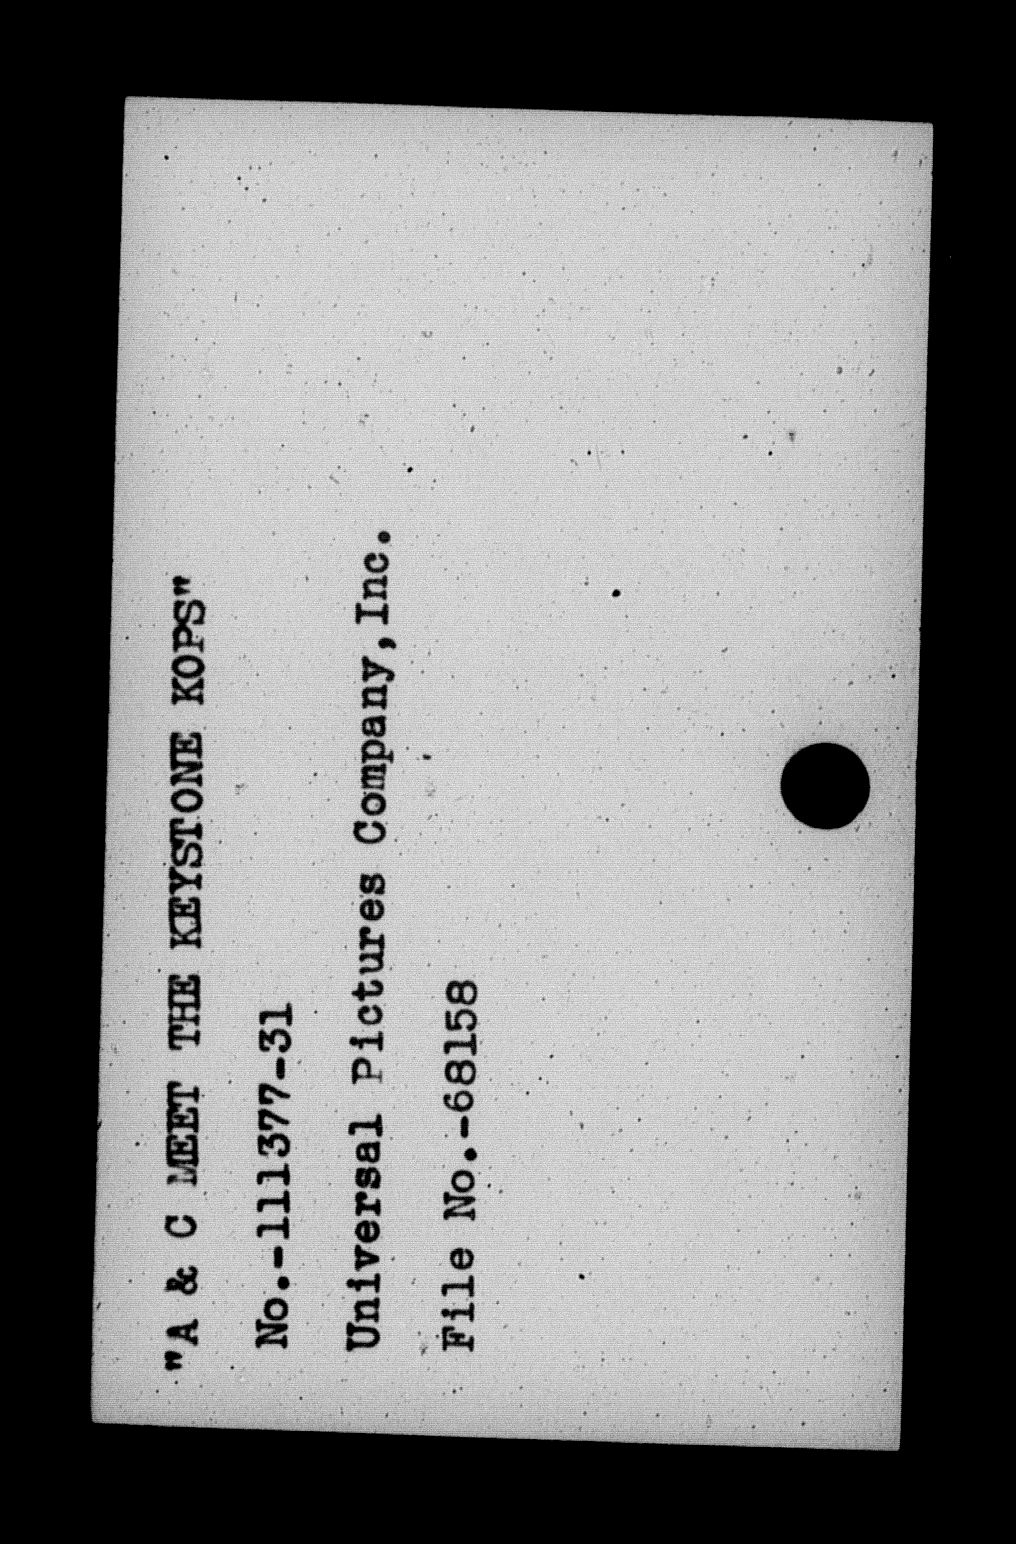 "A & C MEET THE KEYSTONE KOPS"
No.-111377-31
Universal Pictures Company,Inc.
File No.-68158